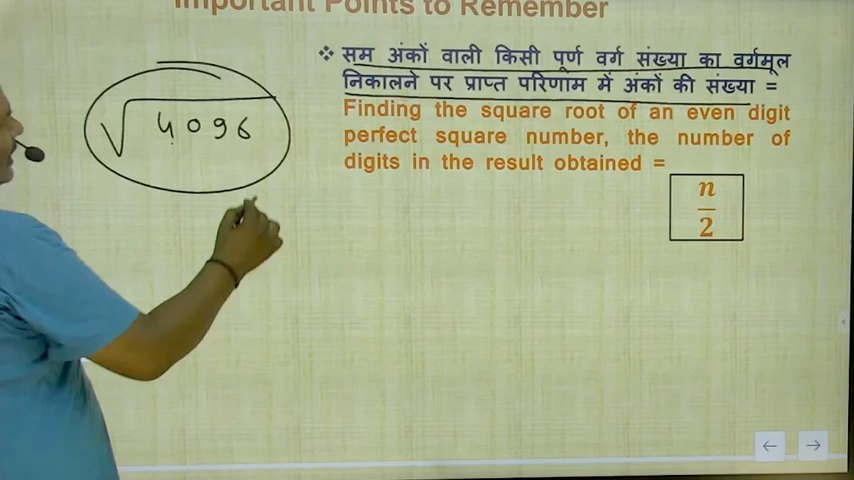 Important Points to Remember
❖ सम अंकों वाली किसी पूर्ण वर्ग संख्या का वर्गमूल
निकालने पर प्राप्त परिणाम में अंकों की संख्या =
Finding the square root of an even digit
perfect square number, the number of
digits in the result obtained =
n
2
√4096